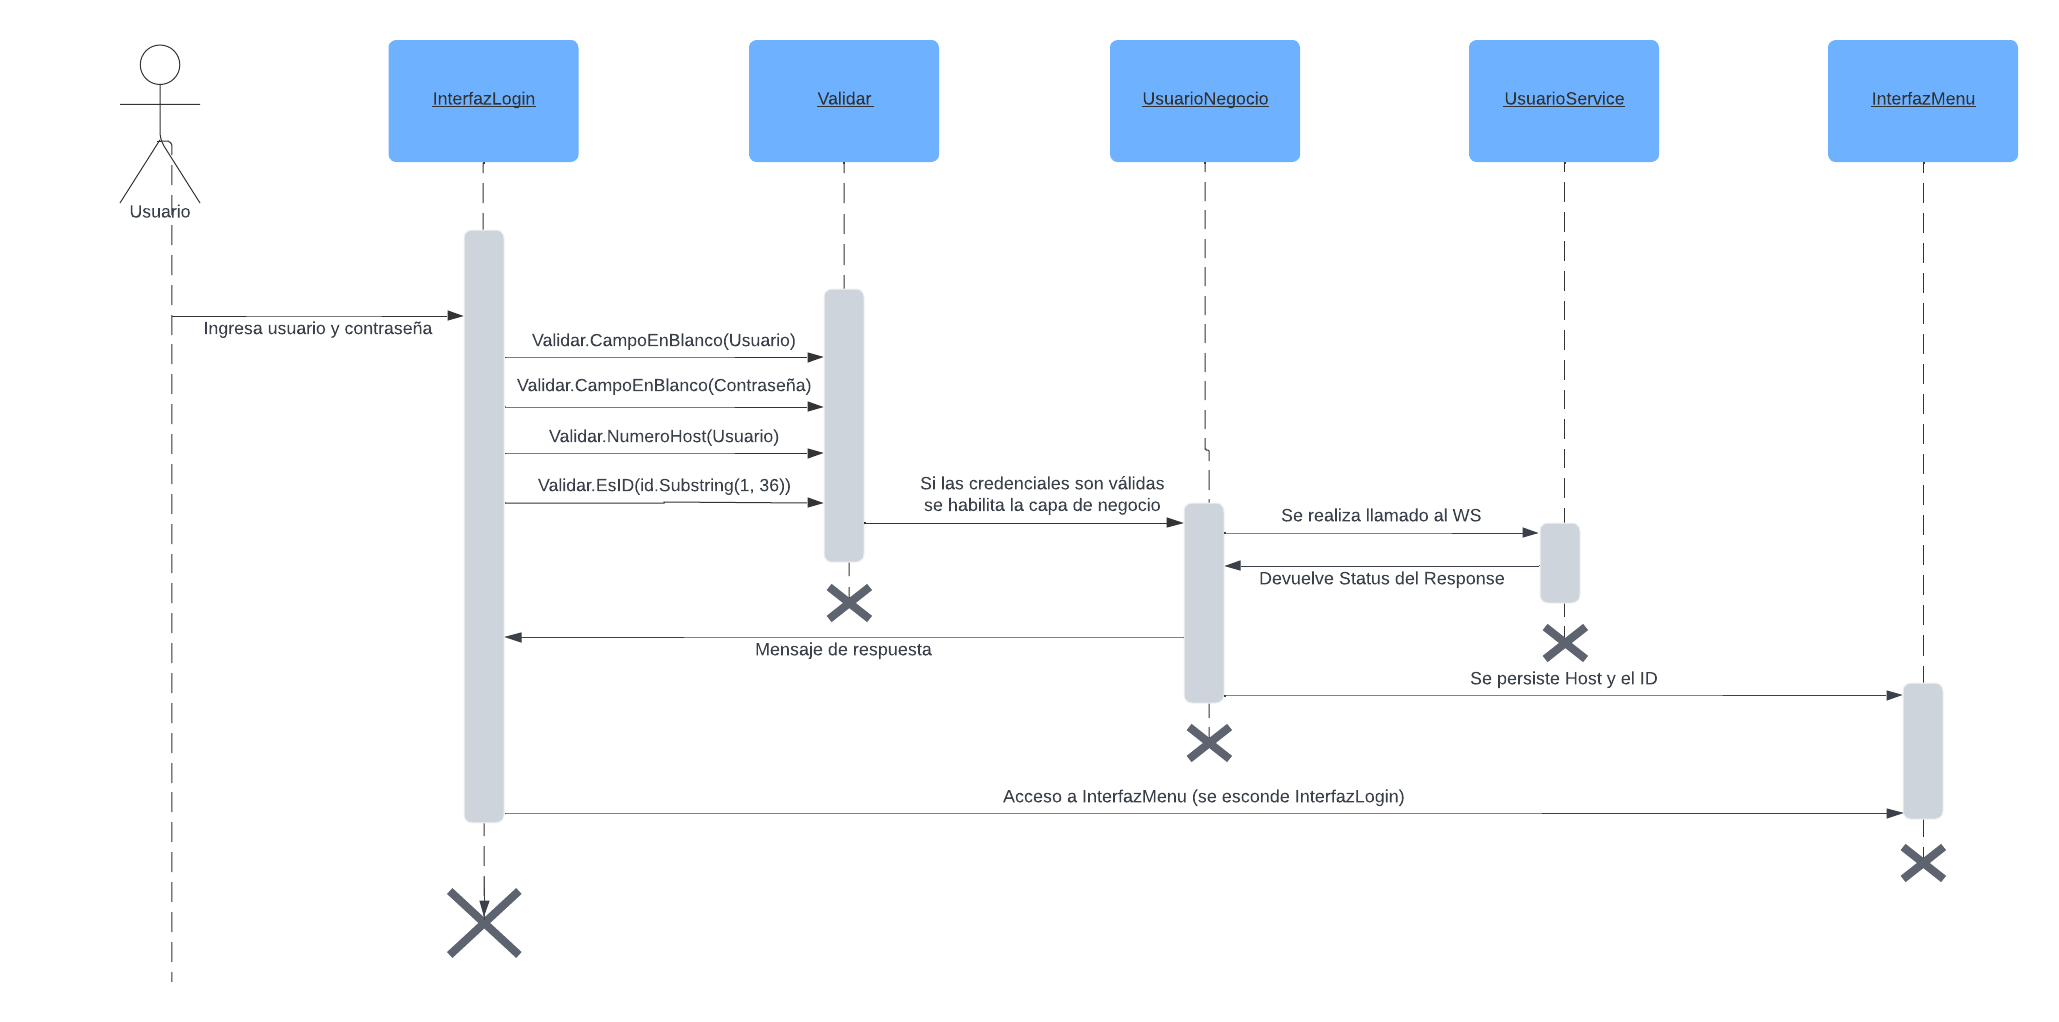 Usuario
InterfazLogin
Validar
UsuarioNegocio
UsuarioService
InterfazMenu
Ingresa usuario y contraseña
Validar.CampoEnBlanco(Usuario)
Validar.CampoEnBlanco(Contraseña)
Validar.NumeroHost(Usuario)
Validar.EsID(id.Substring(1, 36))
Si las credenciales son válidas
se habilita la capa de negocio
Se realiza llamado al WS
Devuelve Status del Response
Mensaje de respuesta
Se persiste Host y el ID
Acceso a InterfazMenu (se esconde InterfazLogin)